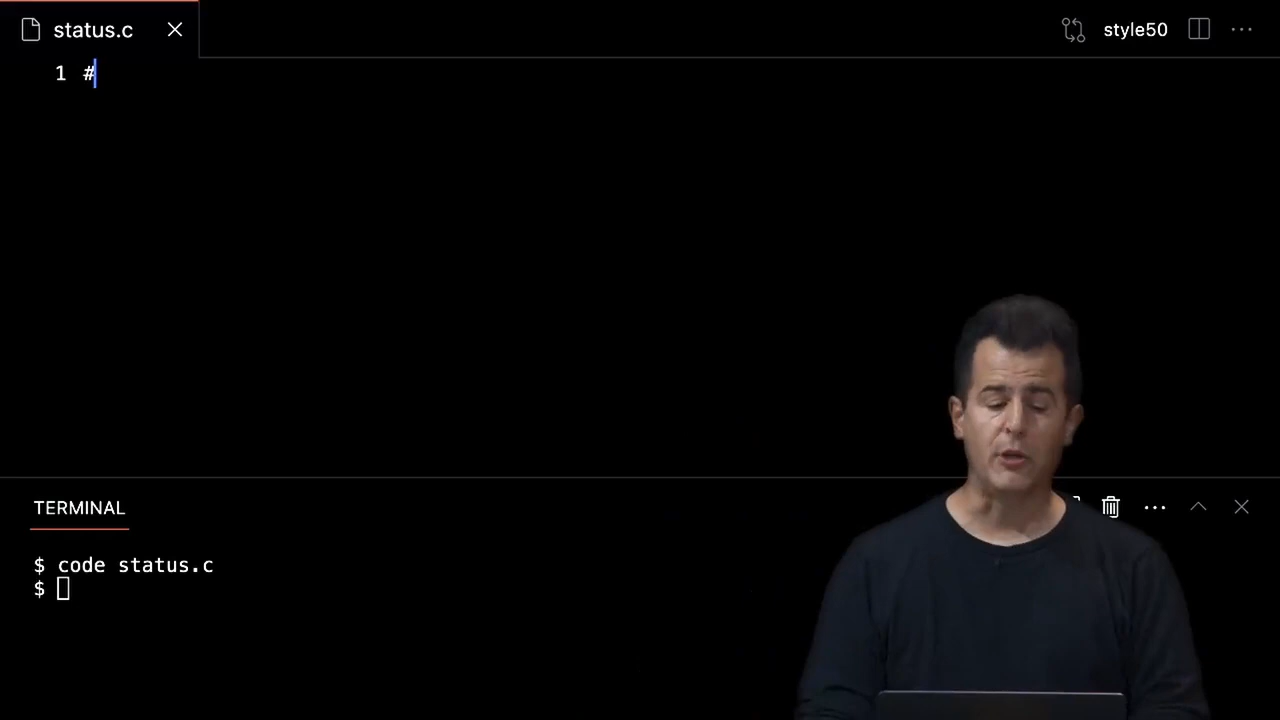 status.c
style50
1 #
TERMINAL
$ code status.c
$